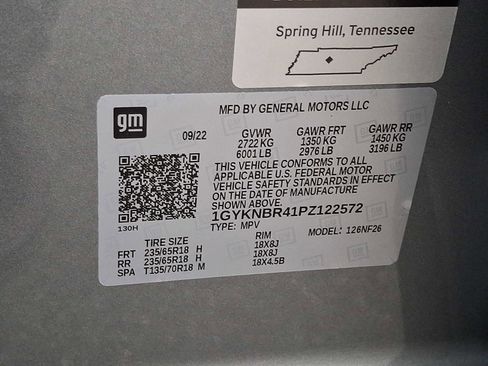 Spring Hill, Tennessee
gm
MFD BY GENERAL MOTORS LLC
09/22 GVWR GAWR FRT GAWR RR
2722 KG 1350 KG 1450 KG
6001 LB 2976 LB 3196 LB
THIS VEHICLE CONFORMS TO ALL
APPLICABLE U.S. FEDERAL MOTOR
VEHICLE SAFETY STANDARDS IN EFFECT
ON THE DATE OF MANUFACTURE
SHOWN ABOVE.
1GYKNBR41PZ122572
130H
TYPE: MPV MODEL: 126NF26
TIRE SIZE RIM
FRT 235/65R18 H 18X8J
RR 235/65R18 H 18X8J
SPA T135/70R18 M 18X4.5B